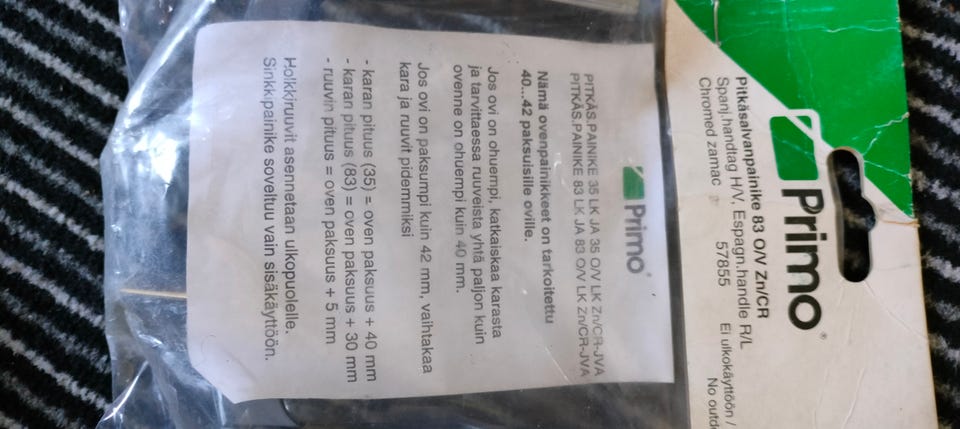 Primo®
Pitkäsalvanpainike 83 O/V Zn/CR
Spanj.handtag H/V, Espagn.handle R/L
Chromed zamac 57855
Ei ulkokäyttöön /
No outd
Primo®
PITKÄS.PAINIKE 35 LK JA 35 O/V LK Zn/CR-JVA
PITKÄS.PAINIKE 83 LK JA 83 O/V LK Zn/CR-JVA
Nämä ovenpainikkeet on tarkoitettu
40...42 paksuisille oville.
Jos ovi on ohuempi, katkaiskaa karasta
ja tarvittaessa ruuveista yhtä paljon kuin
ovenne on ohuempi kuin 40 mm.
Jos ovi on paksumpi kuin 42 mm, vaihtakaa
kara ja ruuvit pidemmiksi
- karan pituus (35) = oven paksuus + 40 mm
- karan pituus (83) = oven paksuus + 30 mm
- ruuvin pituus = oven paksuus + 5 mm
Holkkiruuvit asennetaan ulkopuolelle.
Sinkkipainike soveltuu vain sisäkäyttöön.